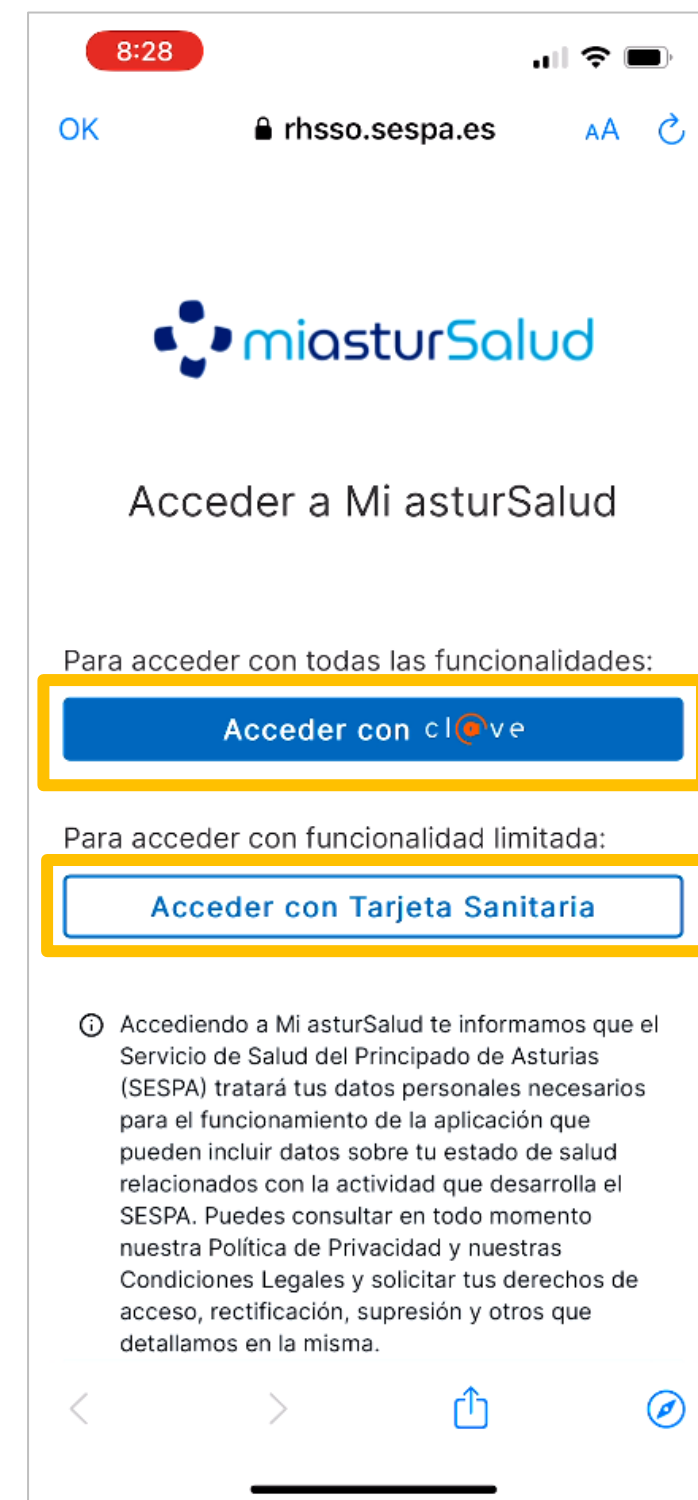 8:28
OK rhsso.sespa.es AA
miasturSalud
Acceder a Mi asturSalud
Para acceder con todas las funcionalidades:
Acceder con cl@ve
Para acceder con funcionalidad limitada:
Acceder con Tarjeta Sanitaria
Accediendo a Mi asturSalud te informamos que el
Servicio de Salud del Principado de Asturias
(SESPA) tratará tus datos personales necesarios
para el funcionamiento de la aplicación que
pueden incluir datos sobre tu estado de salud
relacionados con la actividad que desarrolla el
SESPA. Puedes consultar en todo momento
nuestra Política de Privacidad y nuestras
Condiciones Legales y solicitar tus derechos de
acceso, rectificación, supresión y otros que
detallamos en la misma.